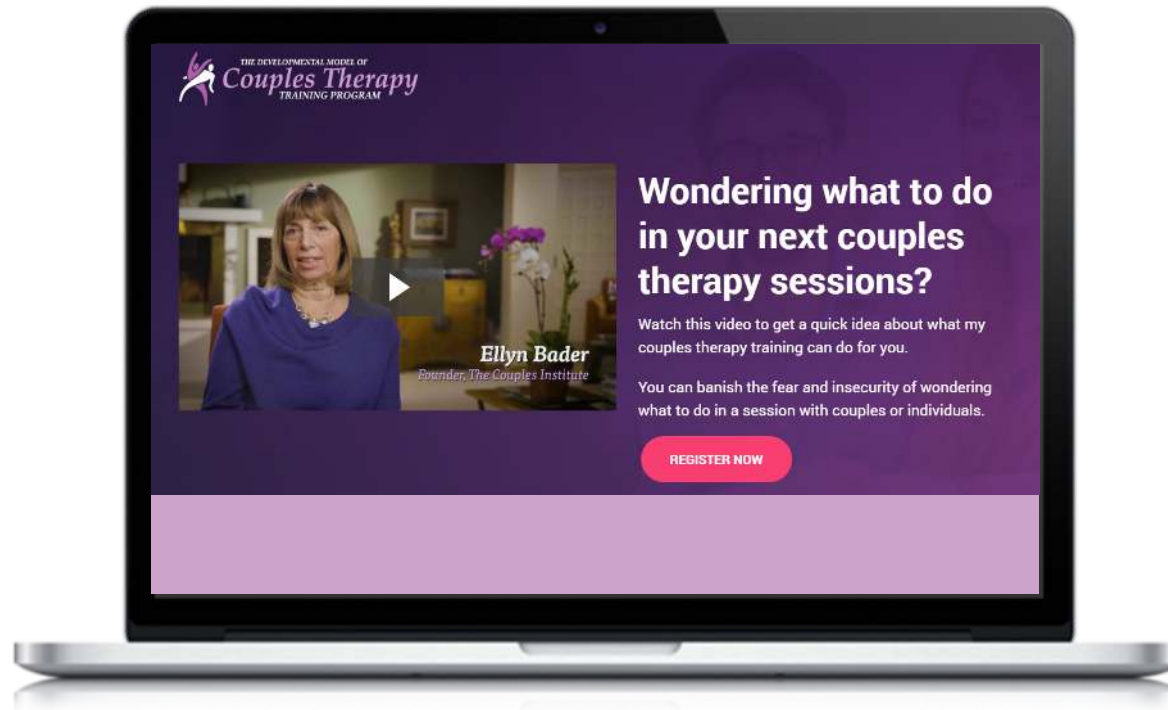 THE DEVELOPMENTAL MODEL OF
Couples Therapy
TRAINING PROGRAM
Ellyn Bader
Founder, The Couples Institute
Wondering what to do
in your next couples
therapy sessions?
Watch this video to get a quick idea about what my
couples therapy training can do for you.
You can banish the fear and insecurity of wondering
what to do in a session with couples or individuals.
REGISTER NOW